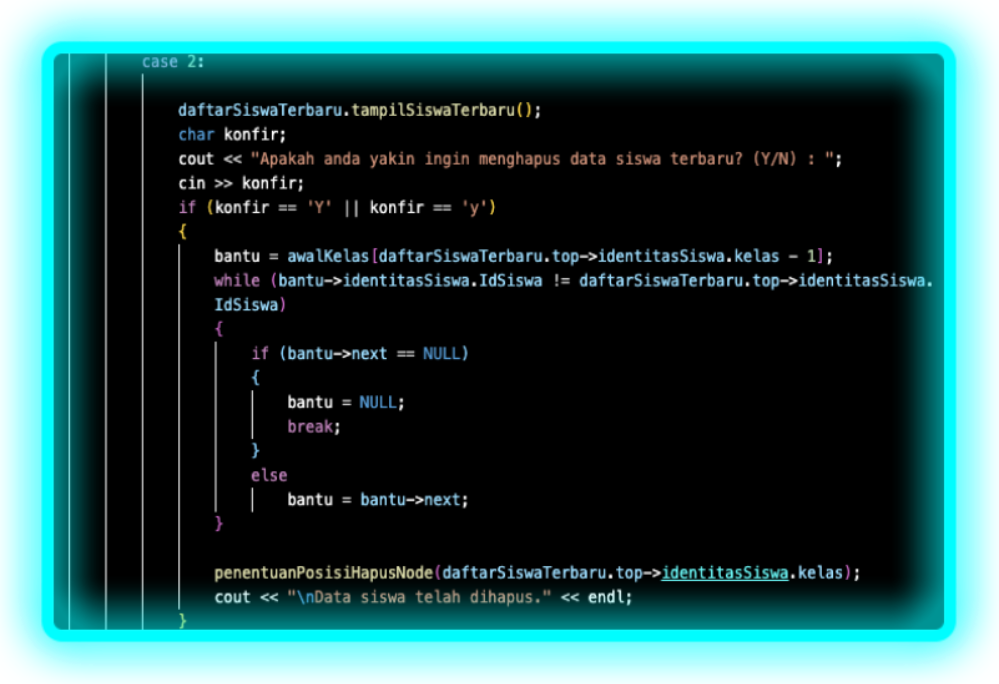 case 2:
daftarSiswaTerbaru.tampilSiswaTerbaru();
char konfir;
cout << "Apakah anda yakin ingin menghapus data siswa terbaru? (Y/N) : ";
cin >> konfir;
if (konfir == 'Y' || konfir == 'y')
{
bantu = awalKelas[daftarSiswaTerbaru.top->identitasSiswa.kelas - 1];
while (bantu->identitasSiswa.IdSiswa != daftarSiswaTerbaru.top->identitasSiswa.
IdSiswa)
{
if (bantu->next == NULL)
{
bantu = NULL;
break;
}
else
bantu = bantu->next;
}
penentuanPosisiHapusNode(daftarSiswaTerbaru.top->identitasSiswa.kelas);
cout << "\nData siswa telah dihapus." << endl;
}